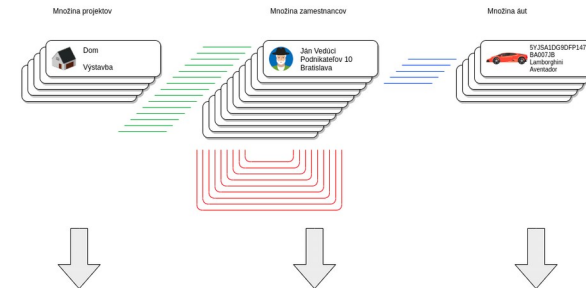 Množina projektov
Množina zamestnancov
Množina áut
Dom
Výstavba
Ján Vedúci
Podnikateľov 10
Bratislava
5YJSA1DG9DFP147
BA007JB
Lamborghini
Aventador